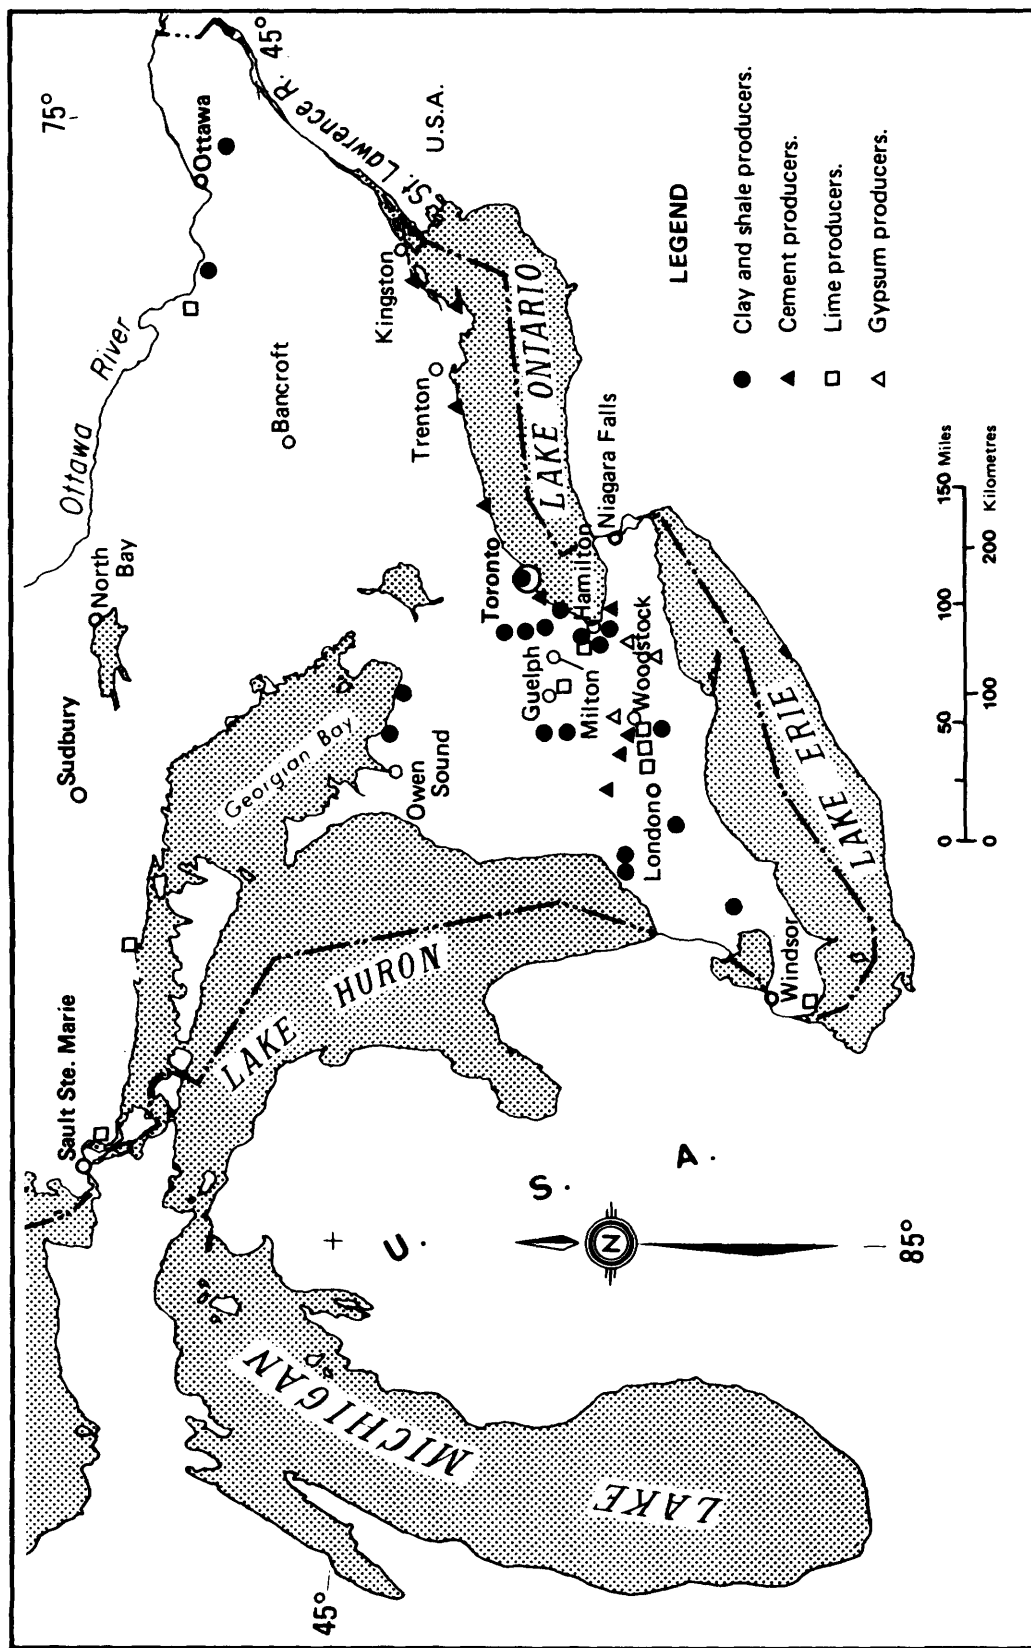 75°
45°
Sault Ste. Marie
Sudbury
North
Bay
Ottawa
River
Ottawa
Bancroft
St. Lawrence R.
U.S.A.
Kingston
Trenton
Georgian Bay
Owen
Sound
LAKE
HURON
LAKE ONTARIO
Toronto
Hamilton
Guelph
Milton
Niagara Falls
Woodstock
London
Windsor
LAKE ERIE
LAKE
MICHIGAN
U. S. A.
N
45°
85°
LEGEND
Clay and shale producers.
Cement producers.
Lime producers.
Gypsum producers.
0 50 100 150 Miles
0 100 200 Kilometres